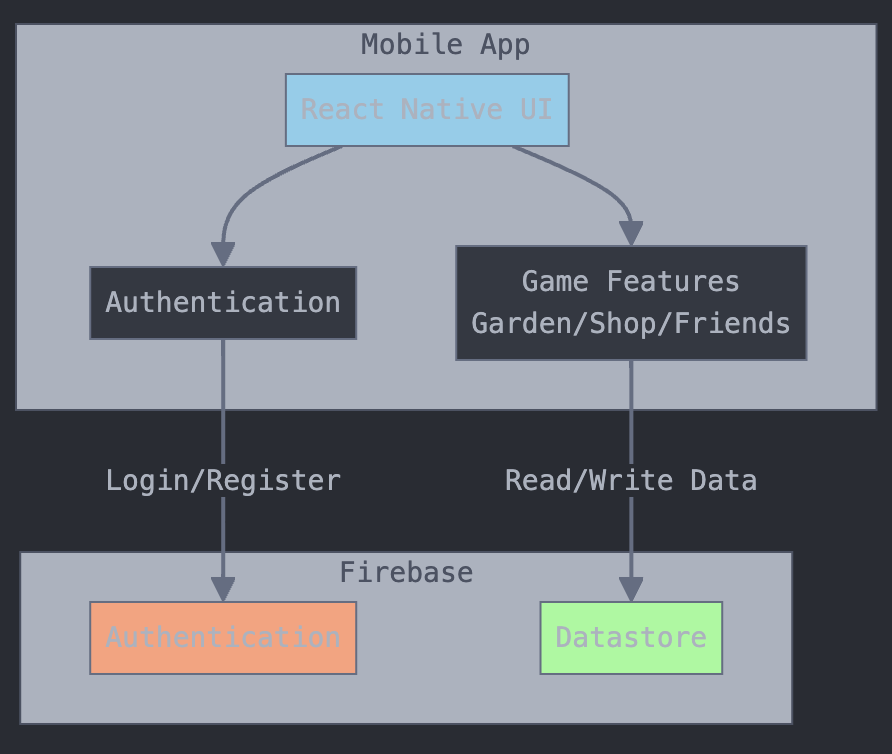 Mobile App
React Native UI
Authentication
Game Features
Garden/Shop/Friends
Login/Register
Read/Write Data
Firebase
Authentication
Datastore